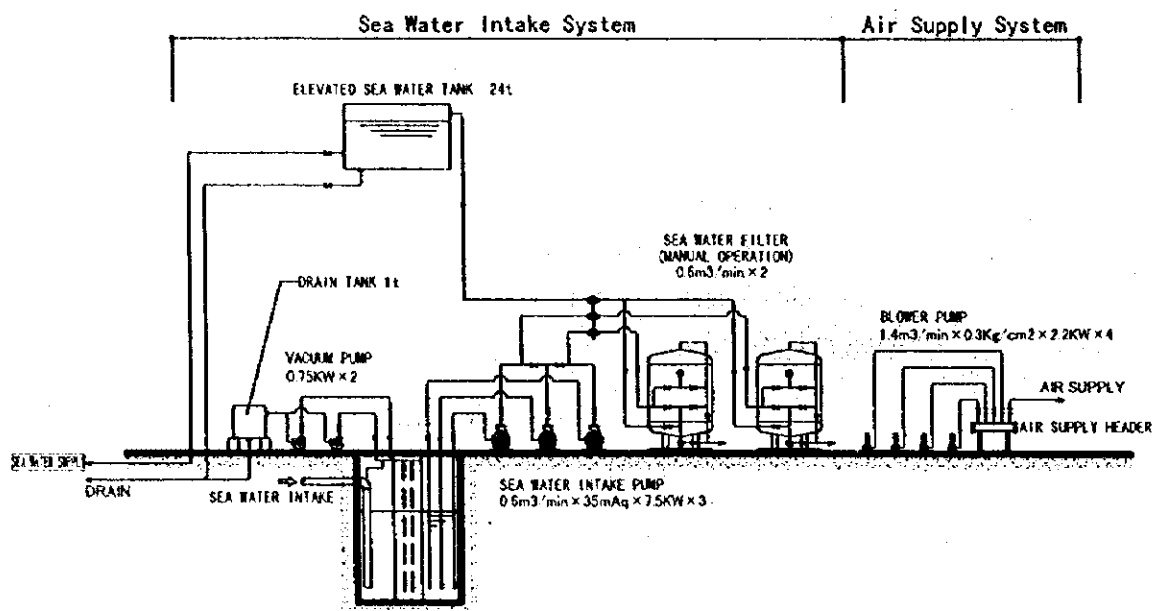 Sea Water Intake System
Air Supply System
ELEVATED SEA WATER TANK 24t
SEA WATER FILTER
(MANUAL OPERATION)
0.6m3/min×2
DRAIN TANK 1t
BLOWER PUMP
1.4m3/min×0.3Kg/cm2×2.2KW×4
VACUUM PUMP
0.75KW×2
AIR SUPPLY
AIR SUPPLY HEADER
SEA WATER SUPPLY
DRAIN
SEA WATER INTAKE
SEA WATER INTAKE PUMP
0.6m3/min×35mAq×7.5KW×3